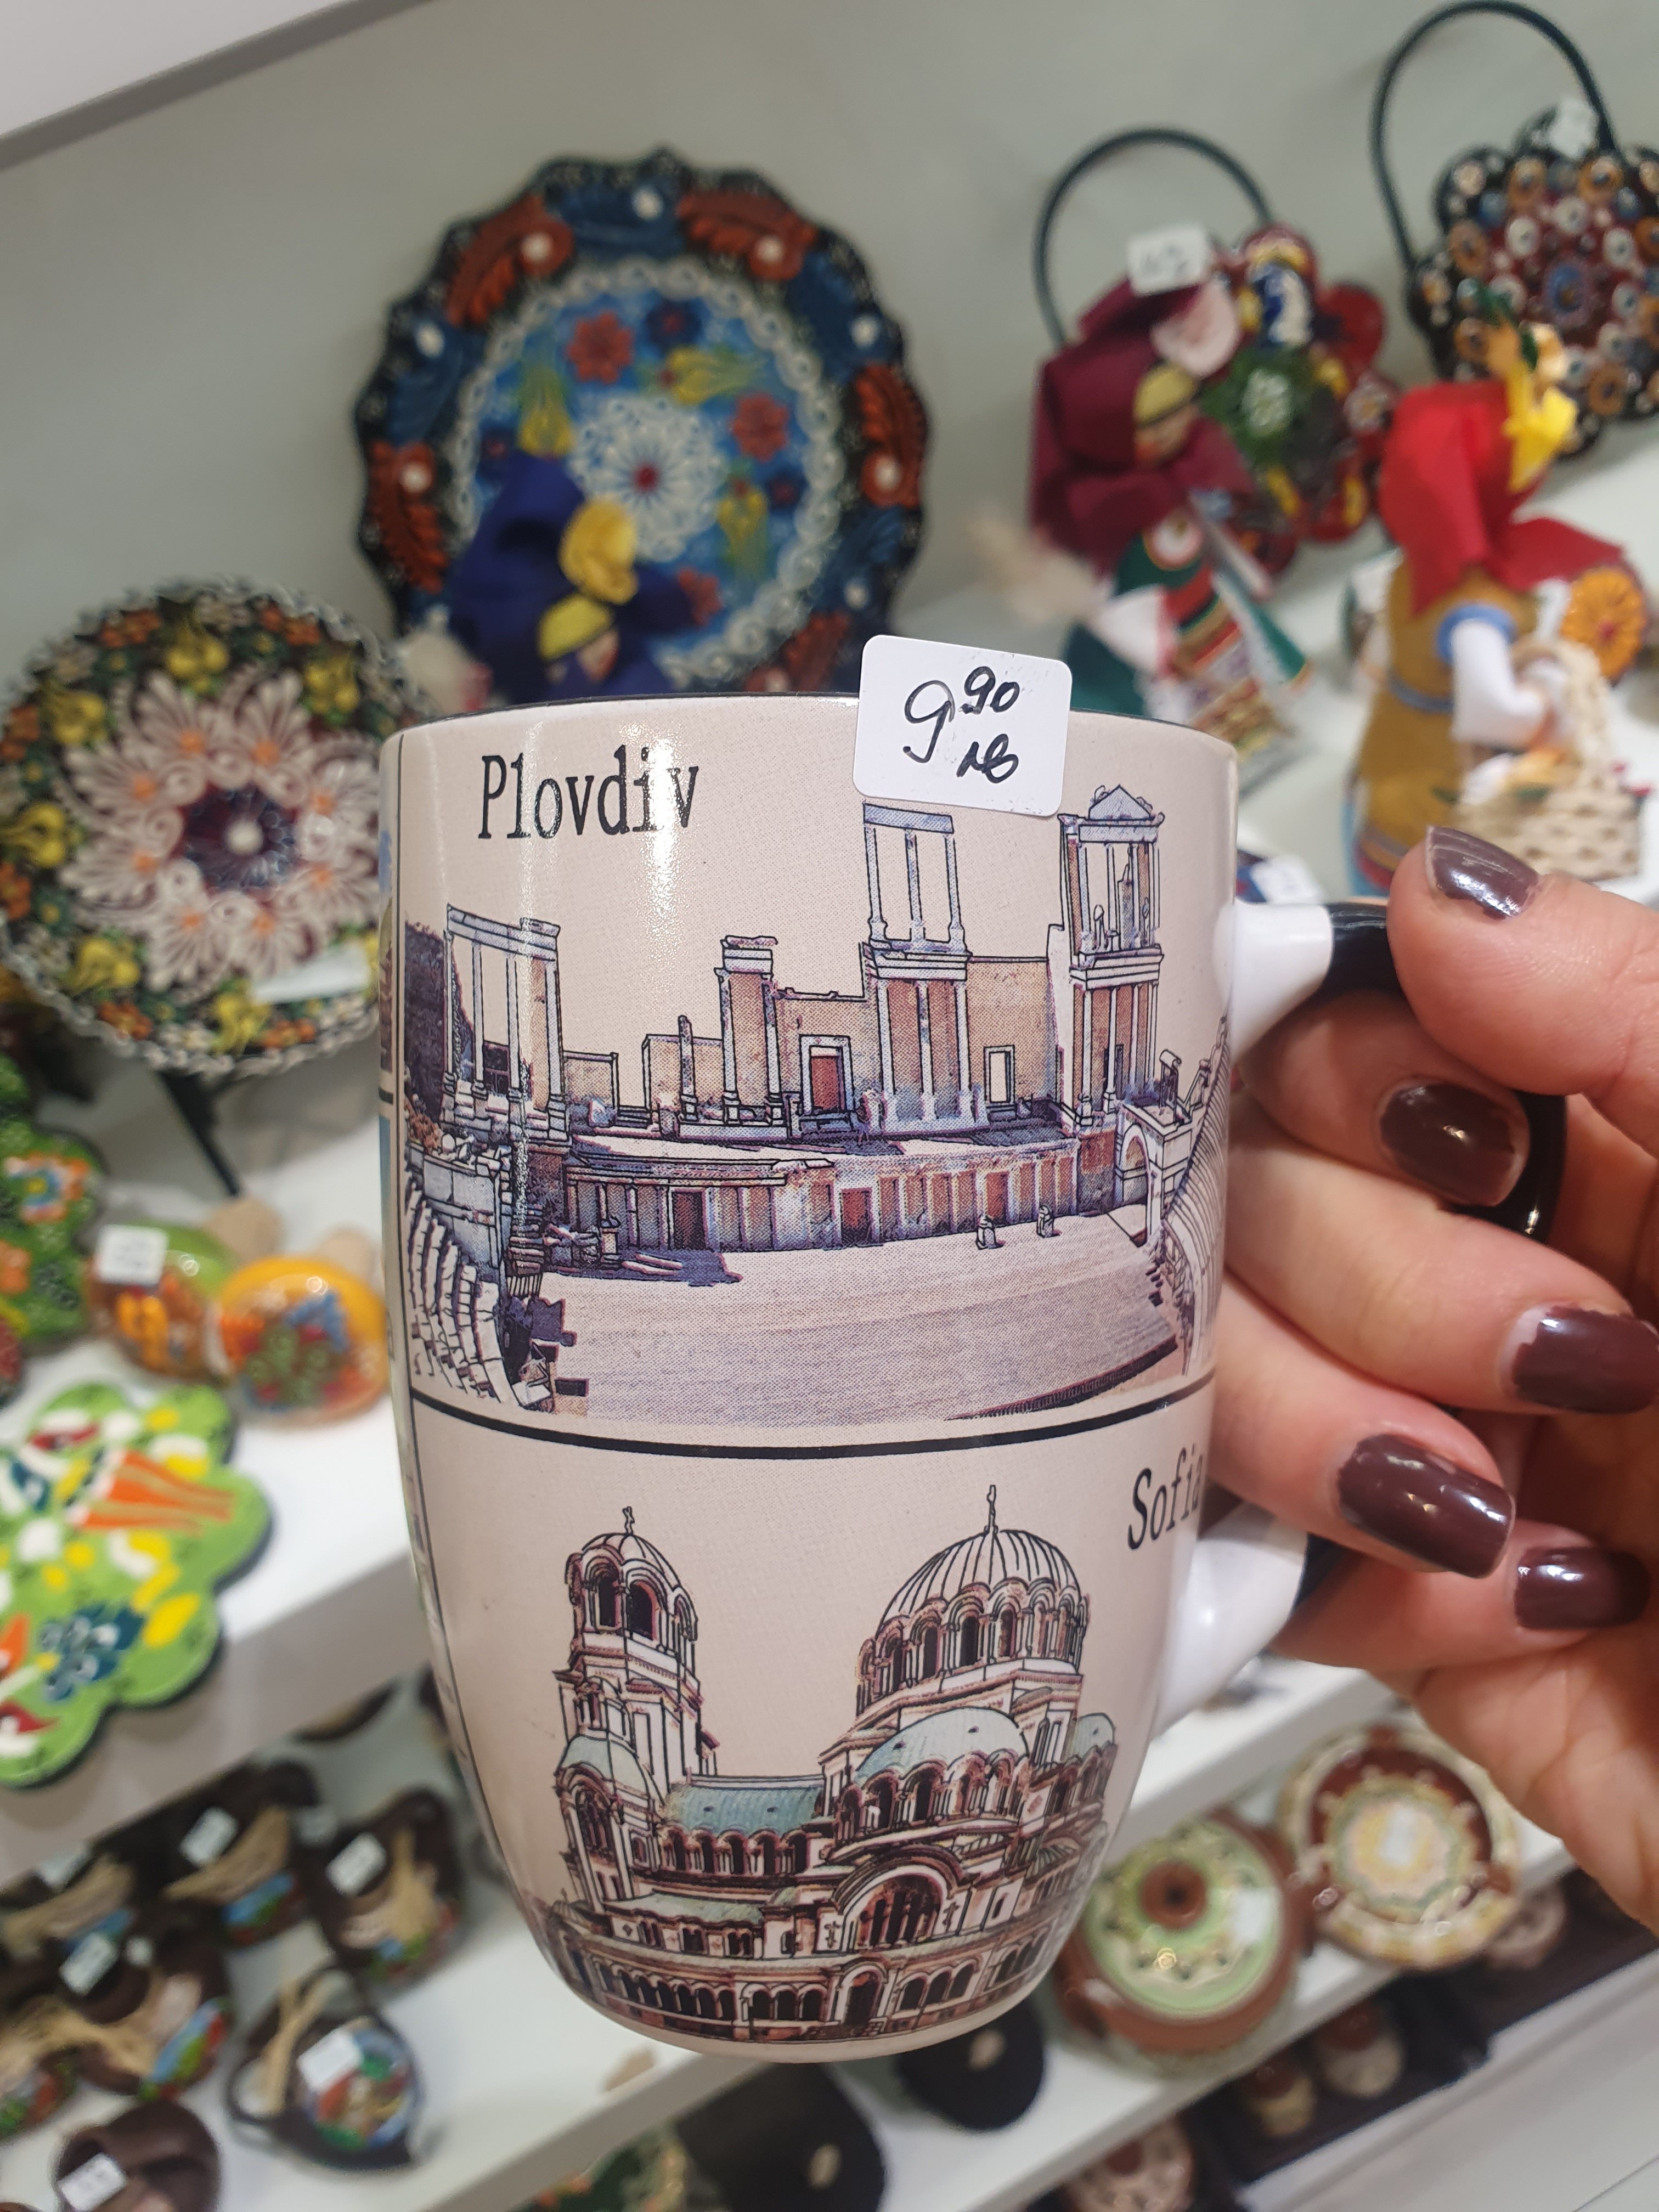 9 90
лв
Plovdiv
Sofia